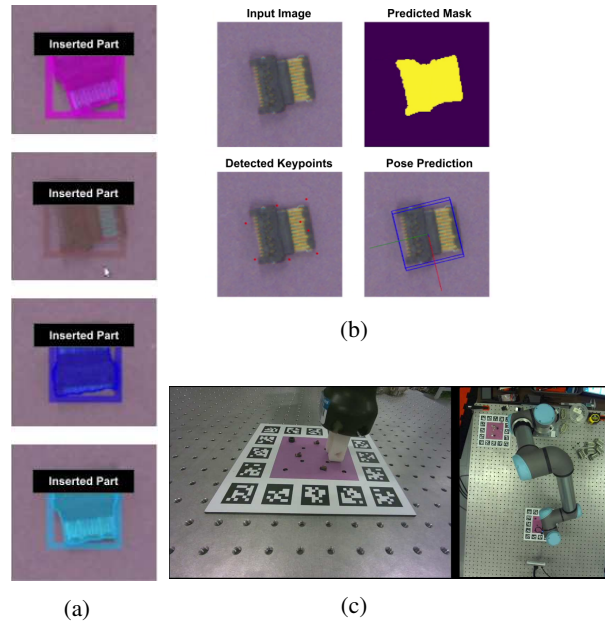 Inserted Part
Inserted Part
Inserted Part
Inserted Part
(a)
Input Image
Predicted Mask
Detected Keypoints
Pose Prediction
(b)
(c)